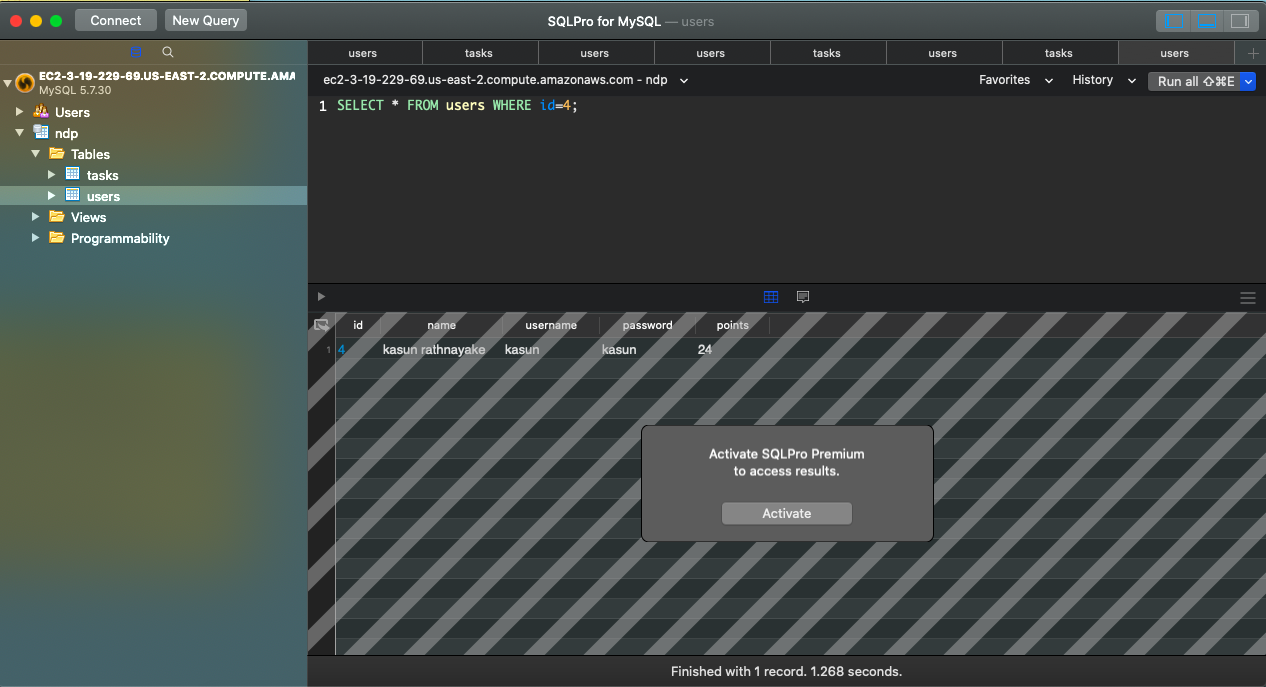 Connect New Query SQLPro for MySQL — users
users tasks users users tasks users tasks users
EC2-3-19-229-69.US-EAST-2.COMPUTE.AMA
MySQL 5.7.30
Users
ndp
Tables
tasks
users
Views
Programmability
ec2-3-19-229-69.us-east-2.compute.amazonaws.com - ndp Favorites History Run all ⇧⌘E
1 SELECT * FROM users WHERE id=4;
id name username password points
1 4 kasun rathnayake kasun kasun 24
Activate SQLPro Premium
to access results.
Activate
Finished with 1 record. 1.268 seconds.